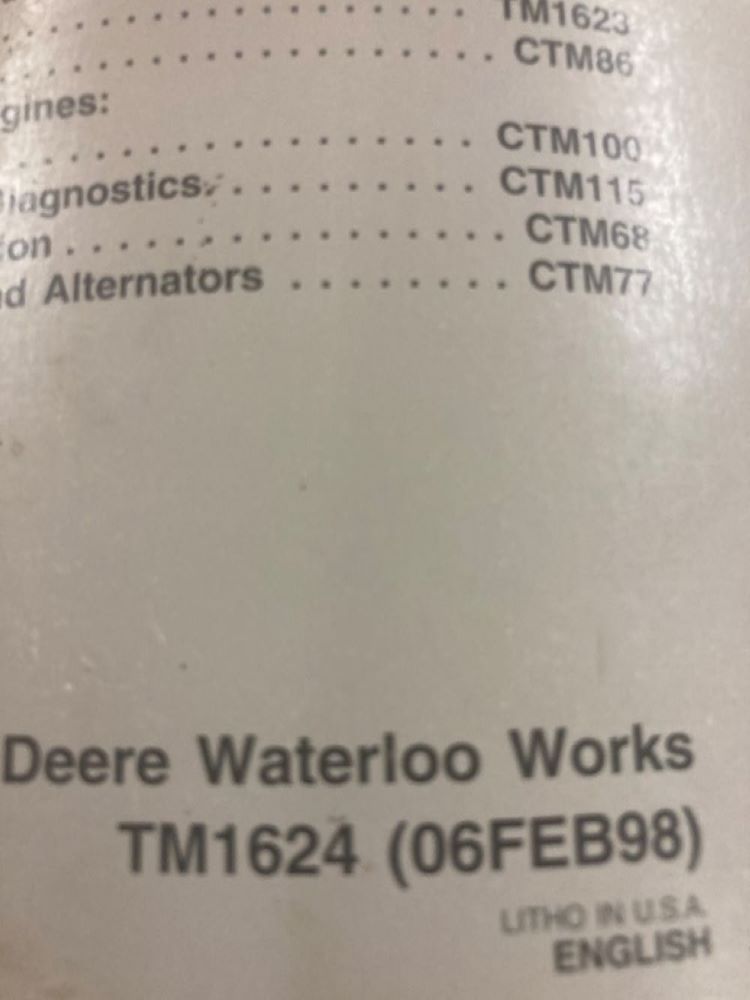 . . . . . . . . . . . . . . . . . . TM1623
. . . . . . . . . . . . . . . . . . . CTM86
gines:
. . . . . . . . . . . . . . . . . CTM100
iagnostics. . . . . . . . . . . CTM115
on . . . . . . . . . . . . . . . . . CTM68
d Alternators . . . . . . . . CTM77
Deere Waterloo Works
TM1624 (06FEB98)
LITHO IN U.S.A.
ENGLISH